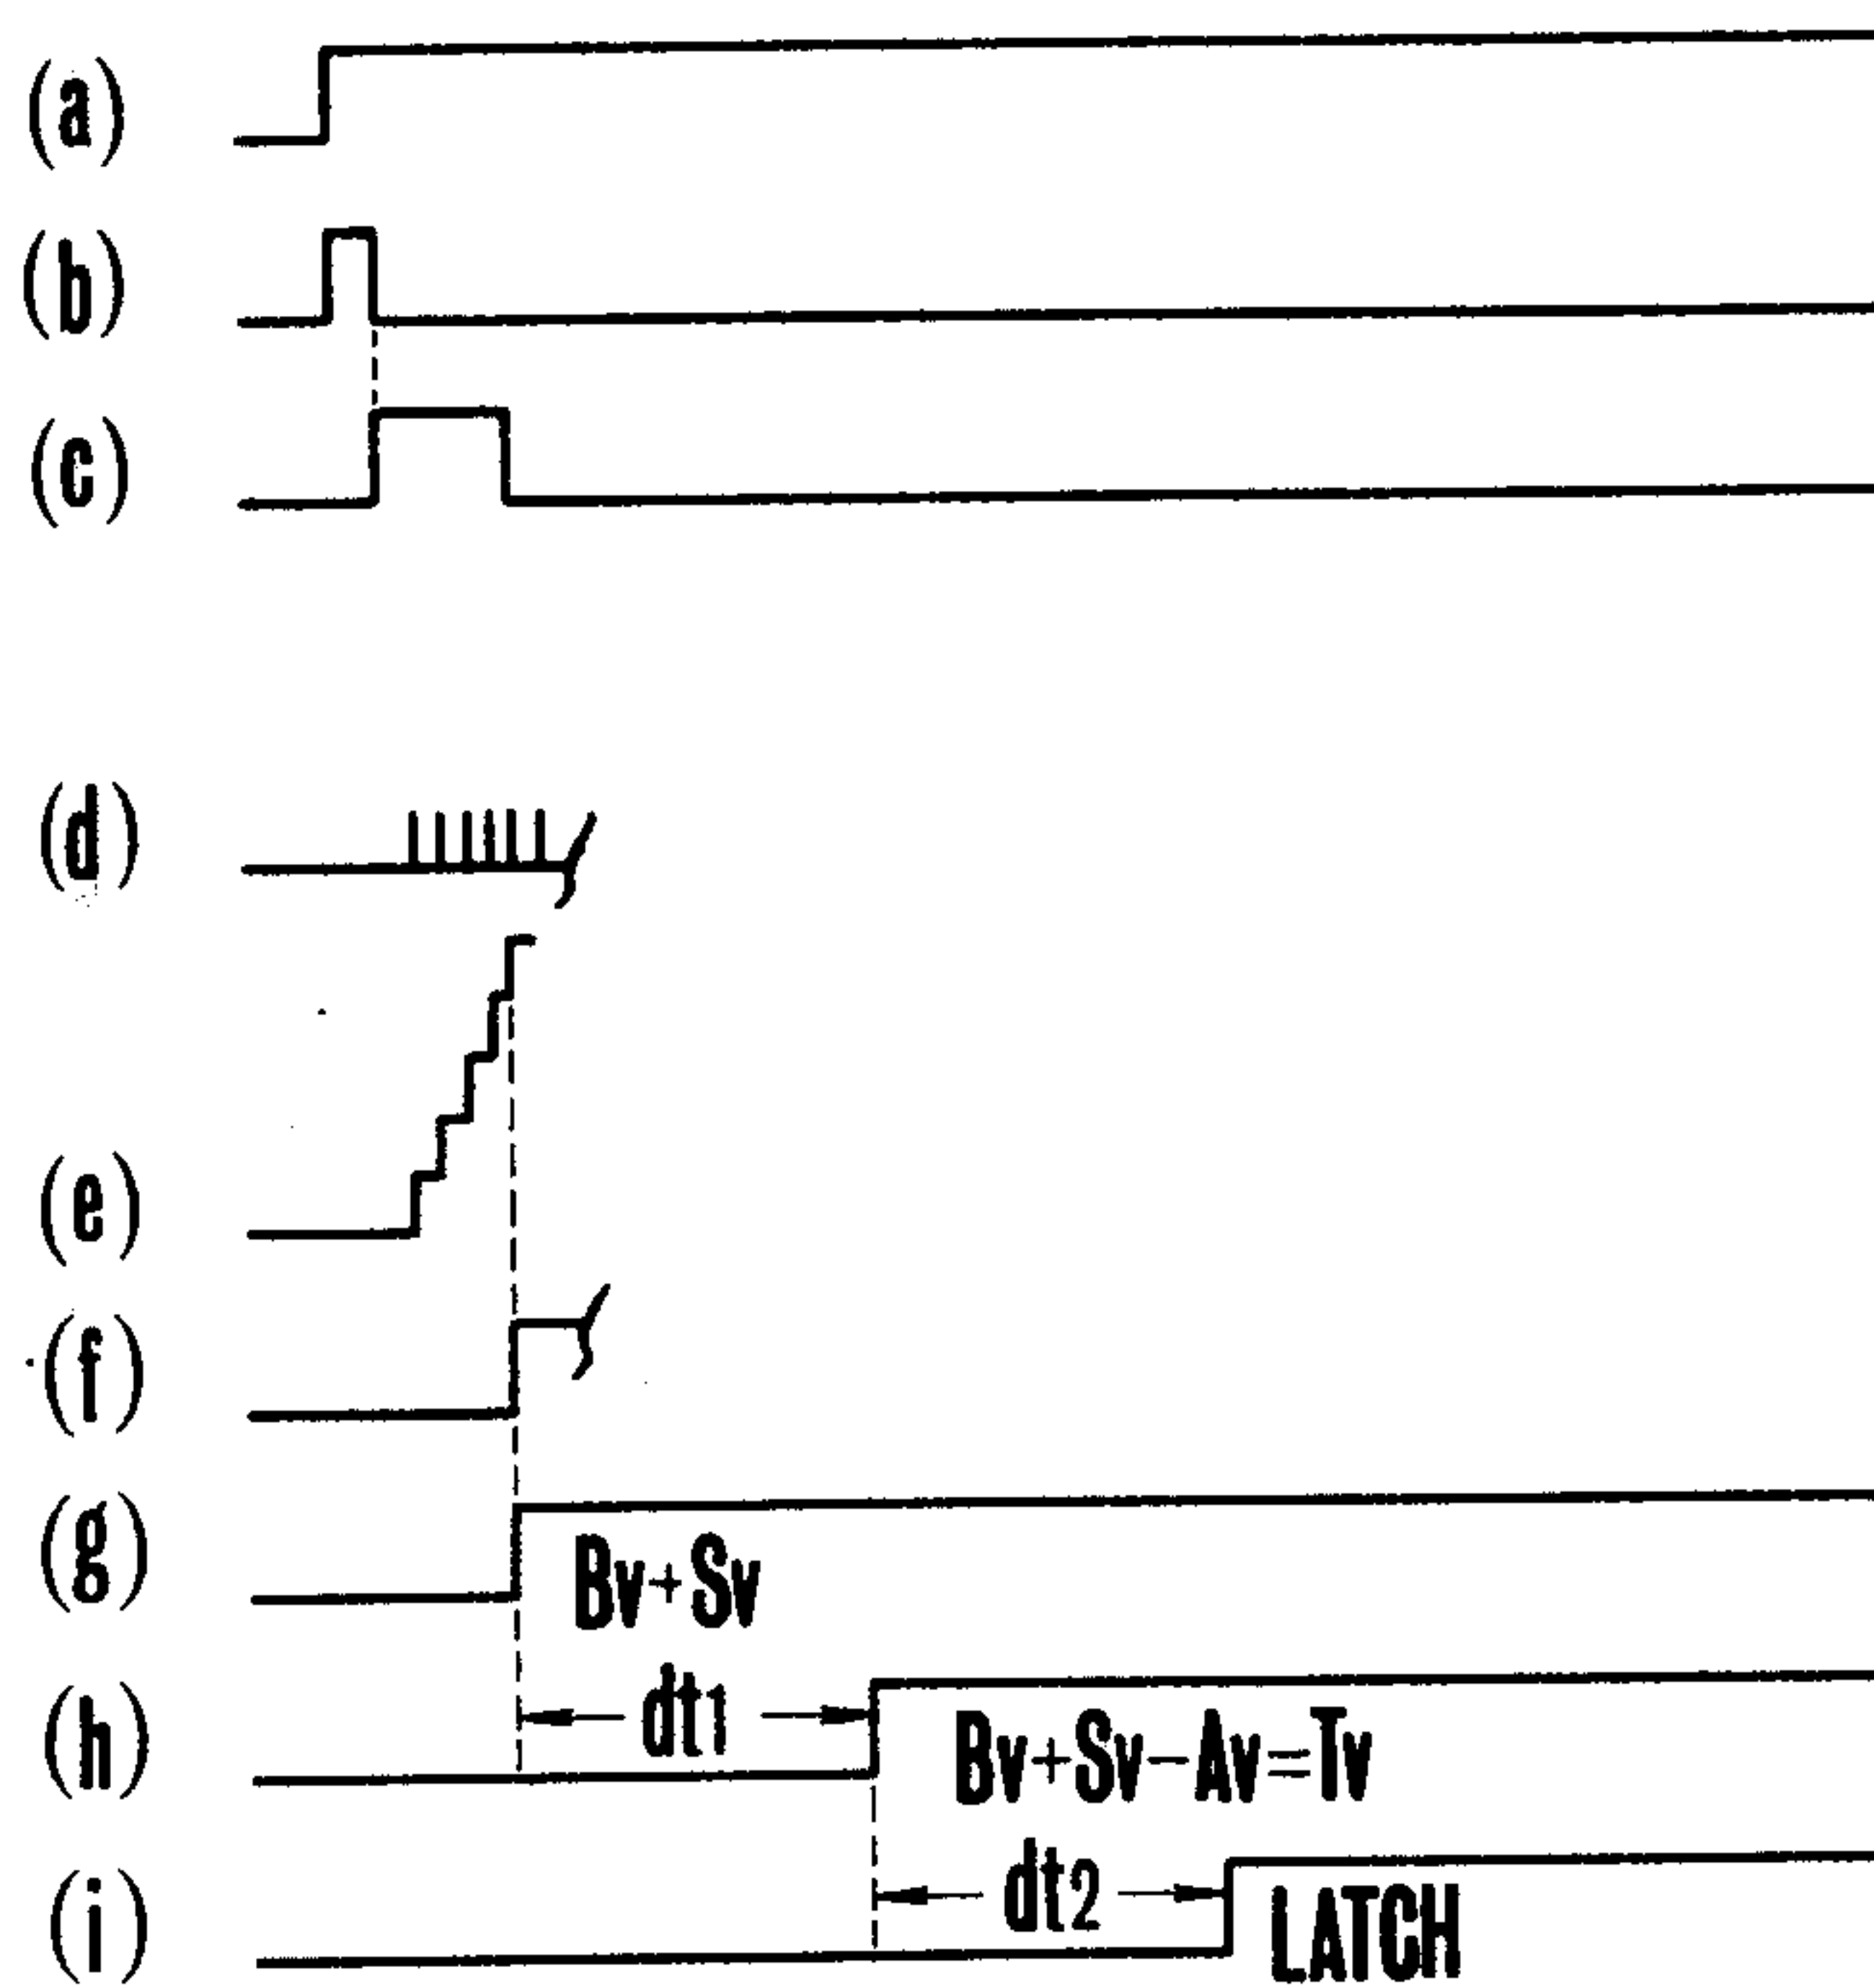 (a)
(b)
(c)
(d)
(e)
(f)
(g)
Bv+Sv
(h)
dt1
Bv+Sv-Av=Tv
(i)
dt2
LATCH